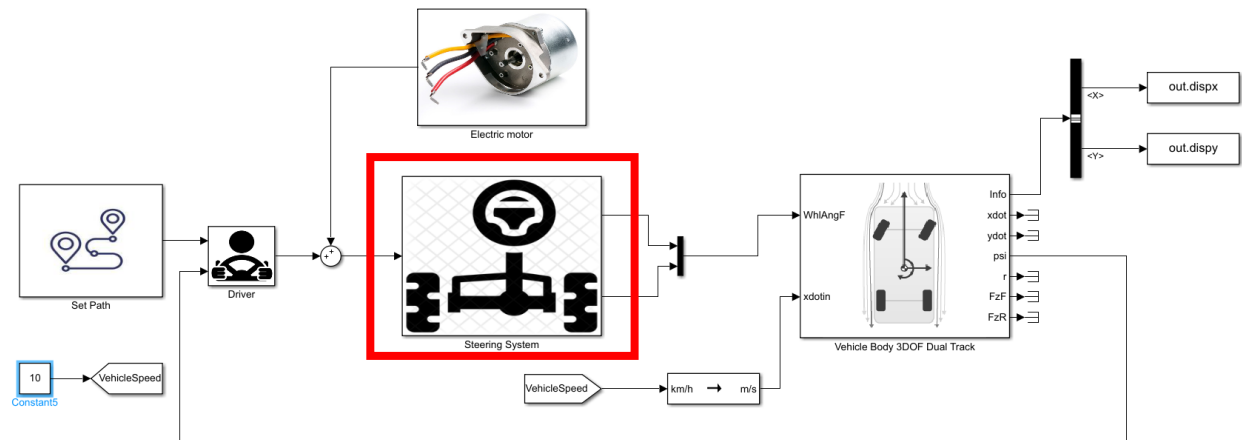 Electric motor
Set Path
Driver
Steering System
10
Constant5
VehicleSpeed
VehicleSpeed
km/h
m/s
WhlAngF
xdotin
Info
xdot
ydot
psi
r
FzF
FzR
Vehicle Body 3DOF Dual Track
<X>
<Y>
out.dispx
out.dispy
+
+